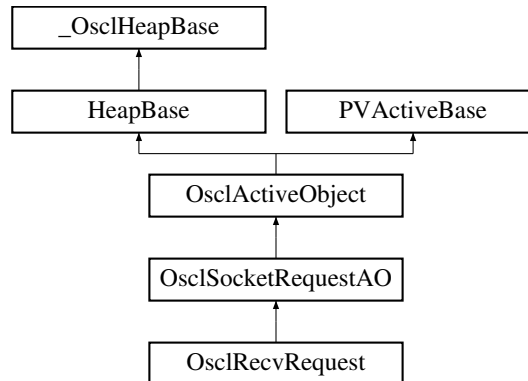 _OsclHeapBase
HeapBase
PVActiveBase
OsclActiveObject
OsclSocketRequestAO
OsclRecvRequest